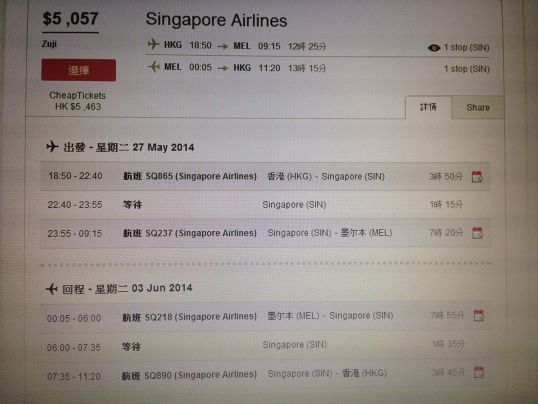 $5 ,057
Singapore Airlines
Zuji
HKG 18:50 → MEL 09:15 12時 25分 1 stop (SIN)
選擇
MEL 00:05 → HKG 11:20 13時 15分 1 stop (SIN)
CheapTickets
HK $5 ,463
詳情 Share
出發 - 星期二 27 May 2014
18:50 - 22:40 航班 SQ865 (Singapore Airlines) 香港 (HKG) - Singapore (SIN) 3時 50分
22:40 - 23:55 等待 Singapore (SIN) 1時 15分
23:55 - 09:15 航班 SQ237 (Singapore Airlines) Singapore (SIN) - 墨尔本 (MEL) 7時 20分
回程 - 星期二 03 Jun 2014
00:05 - 06:00 航班 SQ218 (Singapore Airlines) 墨尔本 (MEL) - Singapore (SIN) 7時 55分
06:00 - 07:35 等待 Singapore (SIN) 1時 35分
07:35 - 11:20 航班 SQ890 (Singapore Airlines) Singapore (SIN) - 香港 (HKG) 3時 45分